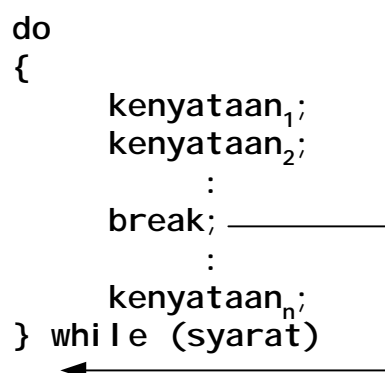 do
{
kenyataan₁;
kenyataan₂;
:
break;
:
kenyataanₙ;
} while (syarat)